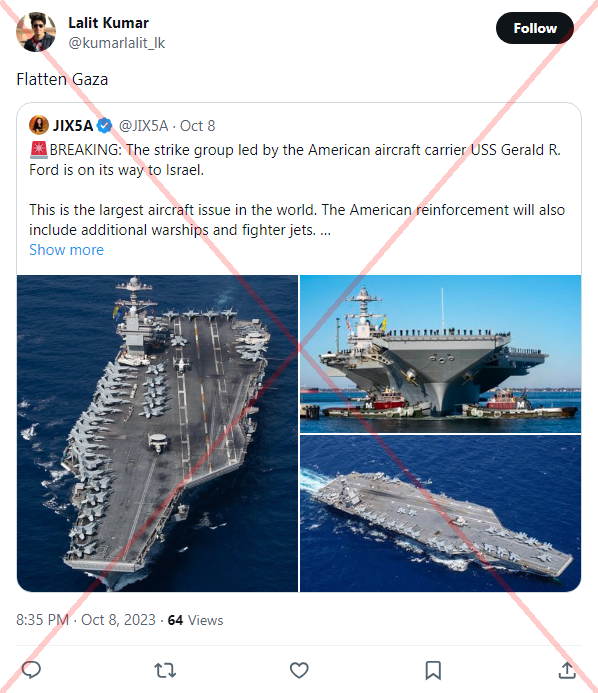 Lalit Kumar
@kumarlalit_lk
Follow
Flatten Gaza
JIX5A @JIX5A · Oct 8
🚨BREAKING: The strike group led by the American aircraft carrier USS Gerald R.
Ford is on its way to Israel.
This is the largest aircraft issue in the world. The American reinforcement will also
include additional warships and fighter jets. ...
Show more
8:35 PM · Oct 8, 2023 · 64 Views